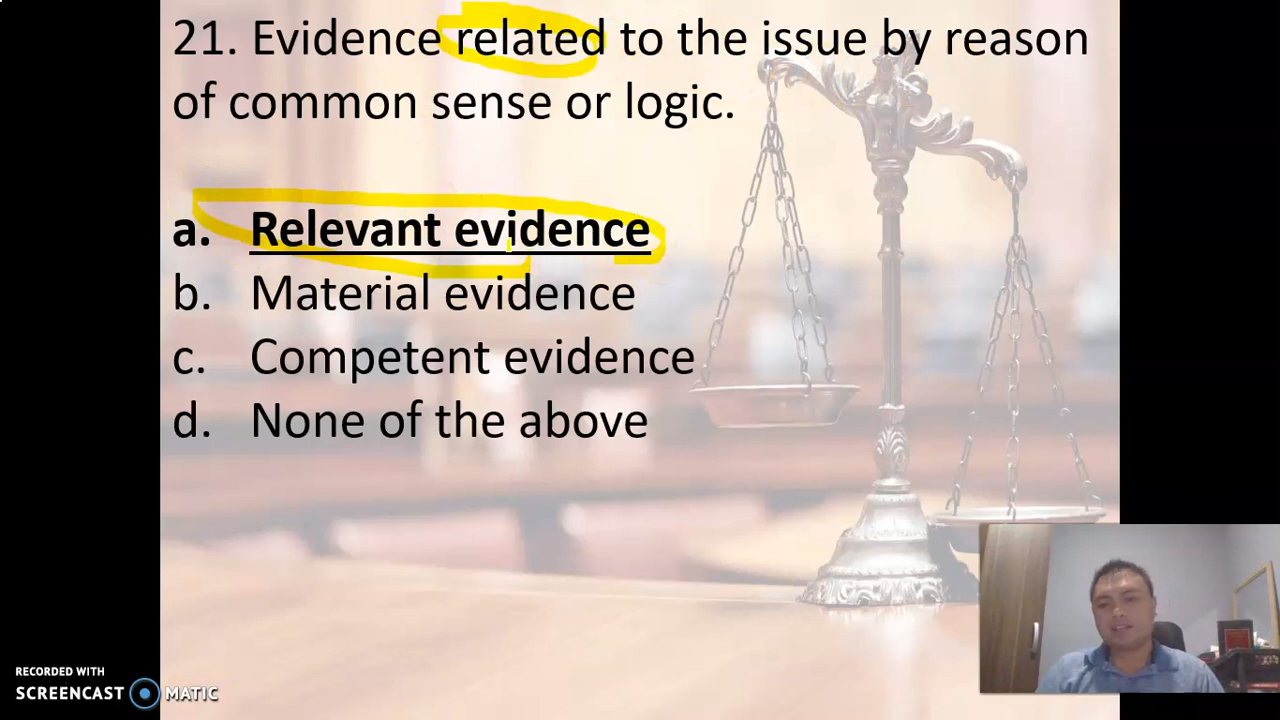 21. Evidence related to the issue by reason
of common sense or logic.
a. Relevant evidence
b. Material evidence
c. Competent evidence
d. None of the above
RECORDED WITH
SCREENCAST MATIC